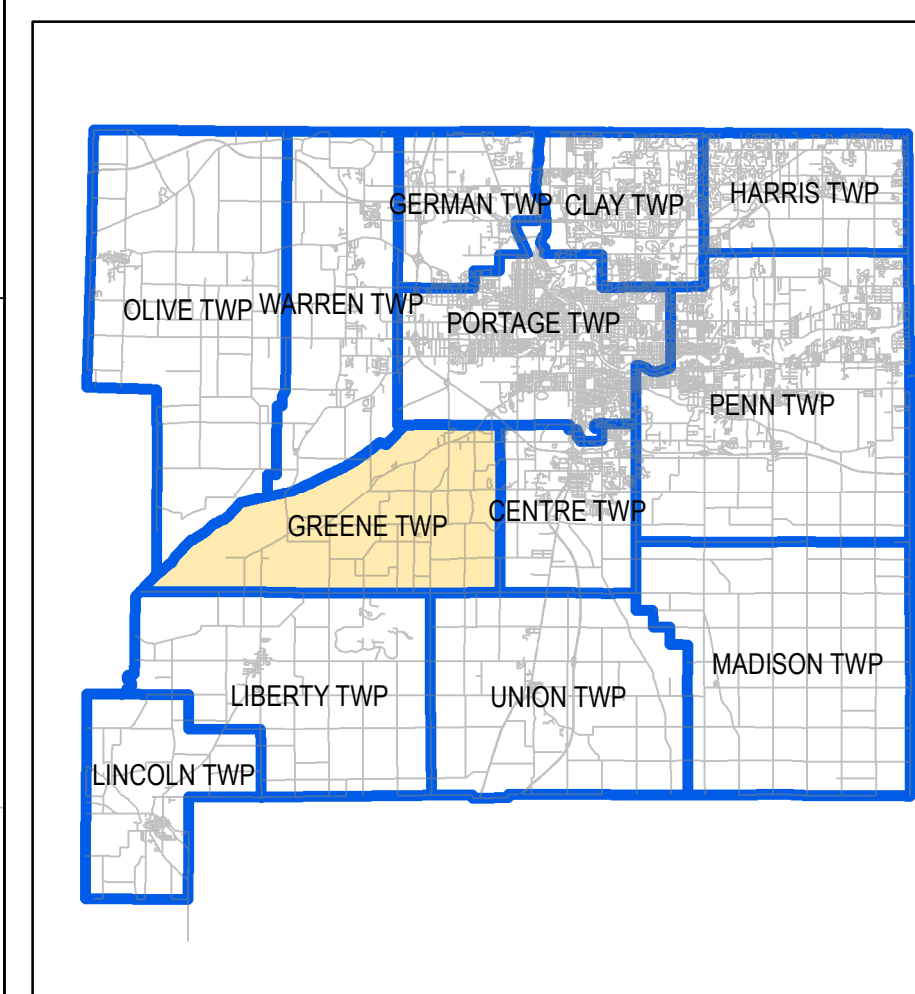 HARRIS TWP
GERMAN TWP
CLAY TWP
OLIVE TWP
WARREN TWP
PORTAGE TWP
PENN TWP
GREENE TWP
CENTRE TWP
MADISON TWP
LIBERTY TWP
UNION TWP
LINCOLN TWP